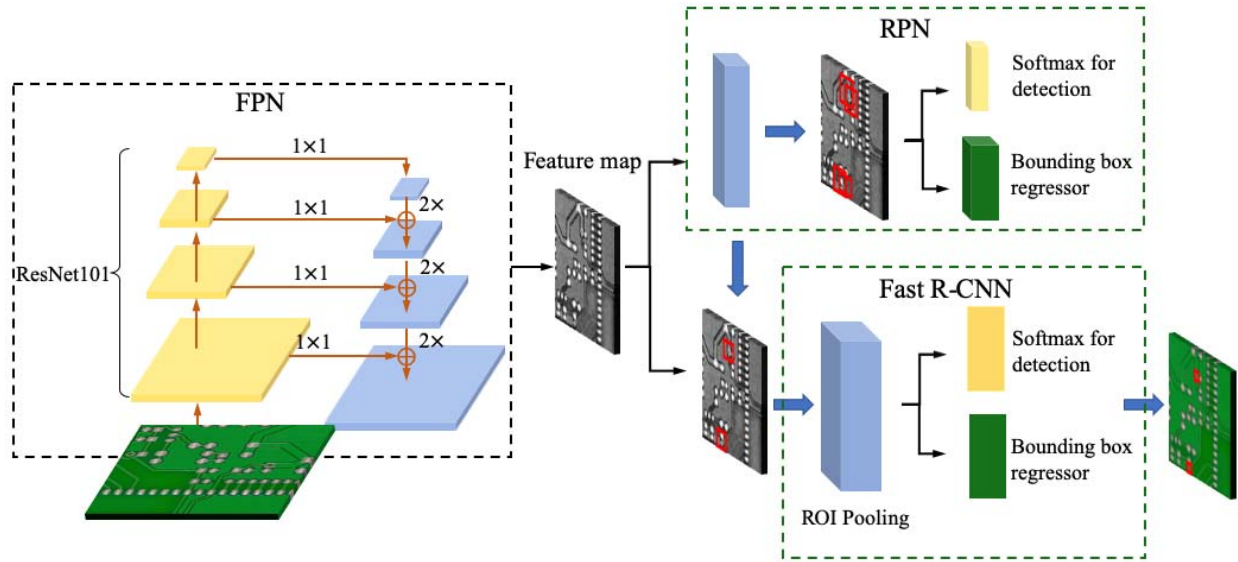 FPN
ResNet101
1×1
1×1
1×1
1×1
2×
2×
2×
Feature map
RPN
Softmax for
detection
Bounding box
regressor
Fast R-CNN
ROI Pooling
Softmax for
detection
Bounding box
regressor